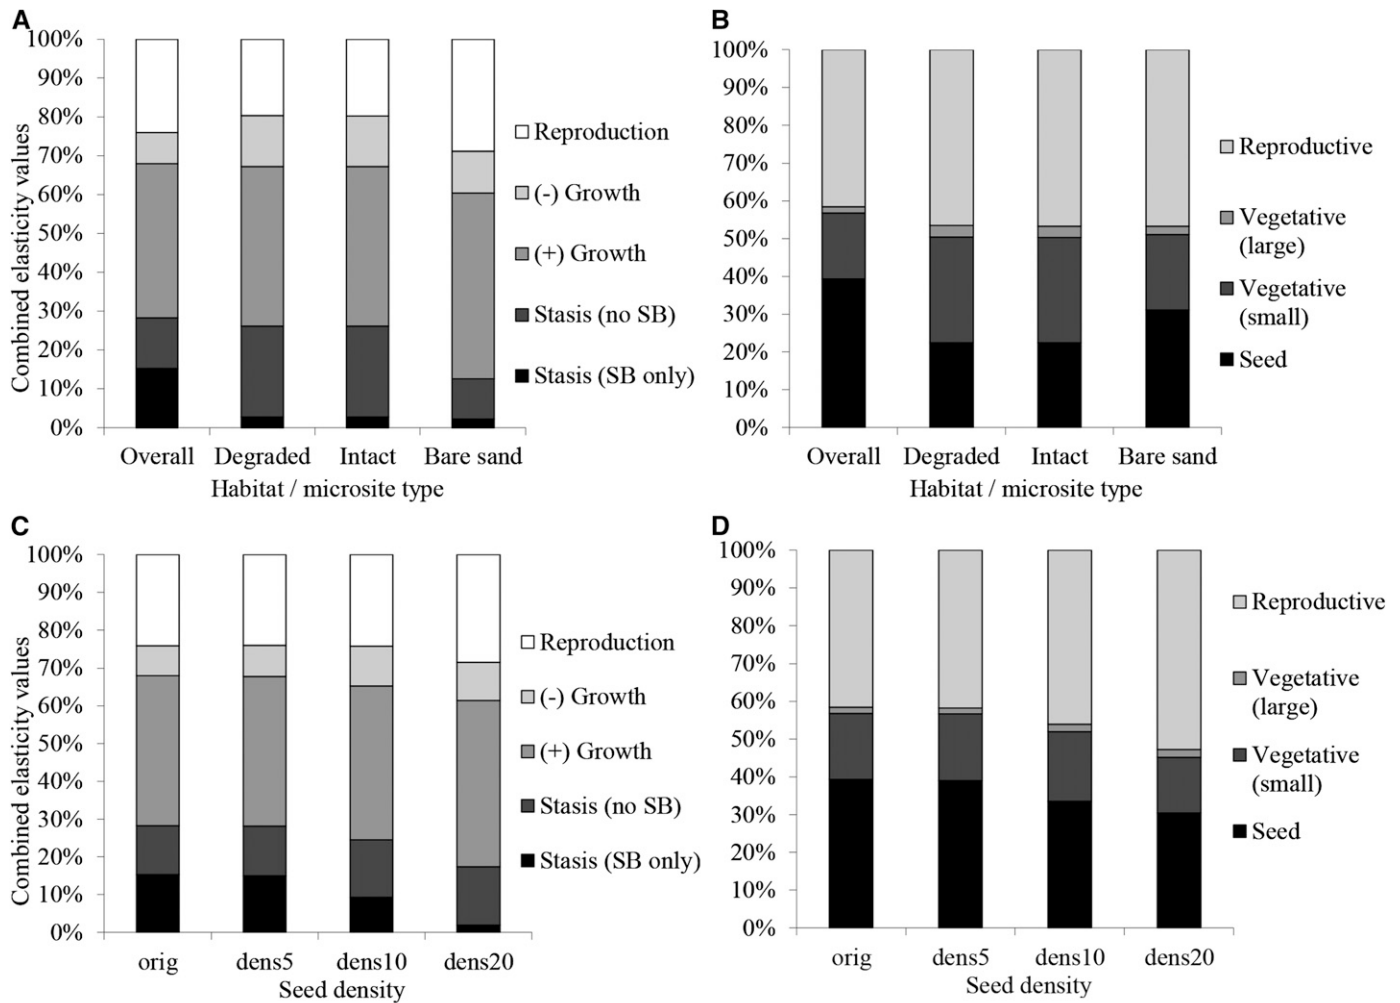 A
Combined elasticity values
100%
90%
80%
70%
60%
50%
40%
30%
20%
10%
0%
Overall Degraded Intact Bare sand
Habitat / microsite type
Reproduction
(-) Growth
(+) Growth
Stasis (no SB)
Stasis (SB only)
B
100%
90%
80%
70%
60%
50%
40%
30%
20%
10%
0%
Overall Degraded Intact Bare sand
Habitat / microsite type
Reproductive
Vegetative
(large)
Vegetative
(small)
Seed
C
Combined elasticity values
100%
90%
80%
70%
60%
50%
40%
30%
20%
10%
0%
orig dens5 dens10 dens20
Seed density
Reproduction
(-) Growth
(+) Growth
Stasis (no SB)
Stasis (SB only)
D
100%
90%
80%
70%
60%
50%
40%
30%
20%
10%
0%
orig dens5 dens10 dens20
Seed density
Reproductive
Vegetative
(large)
Vegetative
(small)
Seed